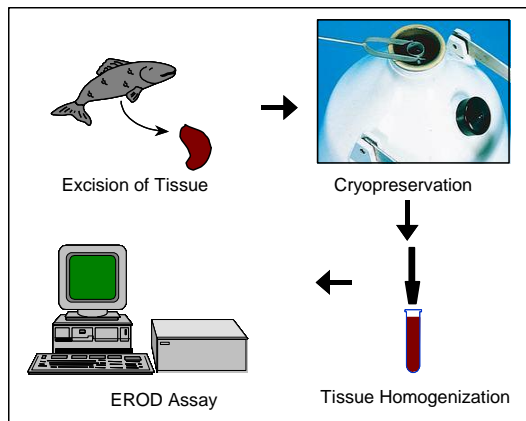 Excision of Tissue
Cryopreservation
EROD Assay
Tissue Homogenization